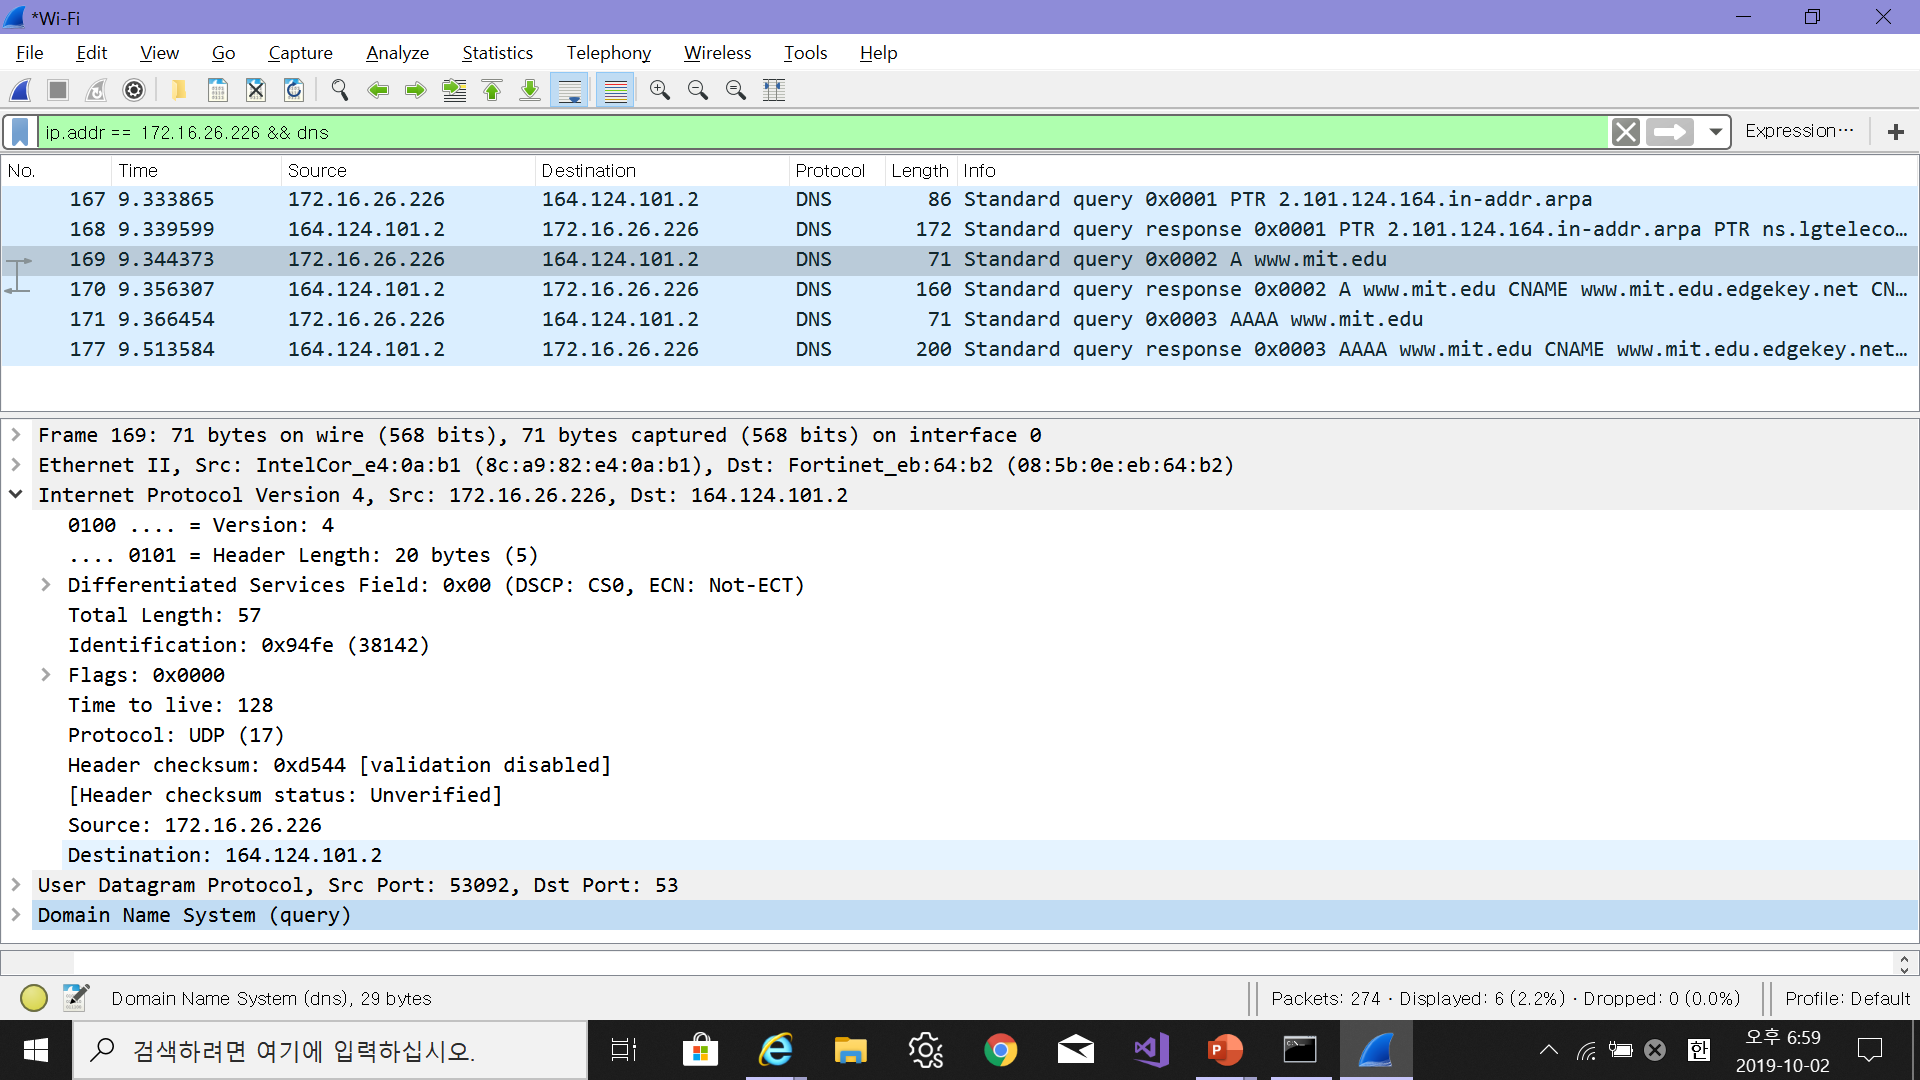 *Wi-Fi
File Edit View Go Capture Analyze Statistics Telephony Wireless Tools Help
ip.addr == 172.16.26.226 && dns
Expression…
No. Time Source Destination Protocol Length Info
167 9.333865 172.16.26.226 164.124.101.2 DNS 86 Standard query 0x0001 PTR 2.101.124.164.in-addr.arpa
168 9.339599 164.124.101.2 172.16.26.226 DNS 172 Standard query response 0x0001 PTR 2.101.124.164.in-addr.arpa PTR ns.lgteleco…
169 9.344373 172.16.26.226 164.124.101.2 DNS 71 Standard query 0x0002 A www.mit.edu
170 9.356307 164.124.101.2 172.16.26.226 DNS 160 Standard query response 0x0002 A www.mit.edu CNAME www.mit.edu.edgekey.net CN…
171 9.366454 172.16.26.226 164.124.101.2 DNS 71 Standard query 0x0003 AAAA www.mit.edu
177 9.513584 164.124.101.2 172.16.26.226 DNS 200 Standard query response 0x0003 AAAA www.mit.edu CNAME www.mit.edu.edgekey.net…
Frame 169: 71 bytes on wire (568 bits), 71 bytes captured (568 bits) on interface 0
Ethernet II, Src: IntelCor_e4:0a:b1 (8c:a9:82:e4:0a:b1), Dst: Fortinet_eb:64:b2 (08:5b:0e:eb:64:b2)
Internet Protocol Version 4, Src: 172.16.26.226, Dst: 164.124.101.2
0100 .... = Version: 4
.... 0101 = Header Length: 20 bytes (5)
Differentiated Services Field: 0x00 (DSCP: CS0, ECN: Not-ECT)
Total Length: 57
Identification: 0x94fe (38142)
Flags: 0x0000
Time to live: 128
Protocol: UDP (17)
Header checksum: 0xd544 [validation disabled]
[Header checksum status: Unverified]
Source: 172.16.26.226
Destination: 164.124.101.2
User Datagram Protocol, Src Port: 53092, Dst Port: 53
Domain Name System (query)
Domain Name System (dns), 29 bytes
Packets: 274 · Displayed: 6 (2.2%) · Dropped: 0 (0.0%)
Profile: Default
검색하려면 여기에 입력하십시오.
한
오후 6:59
2019-10-02